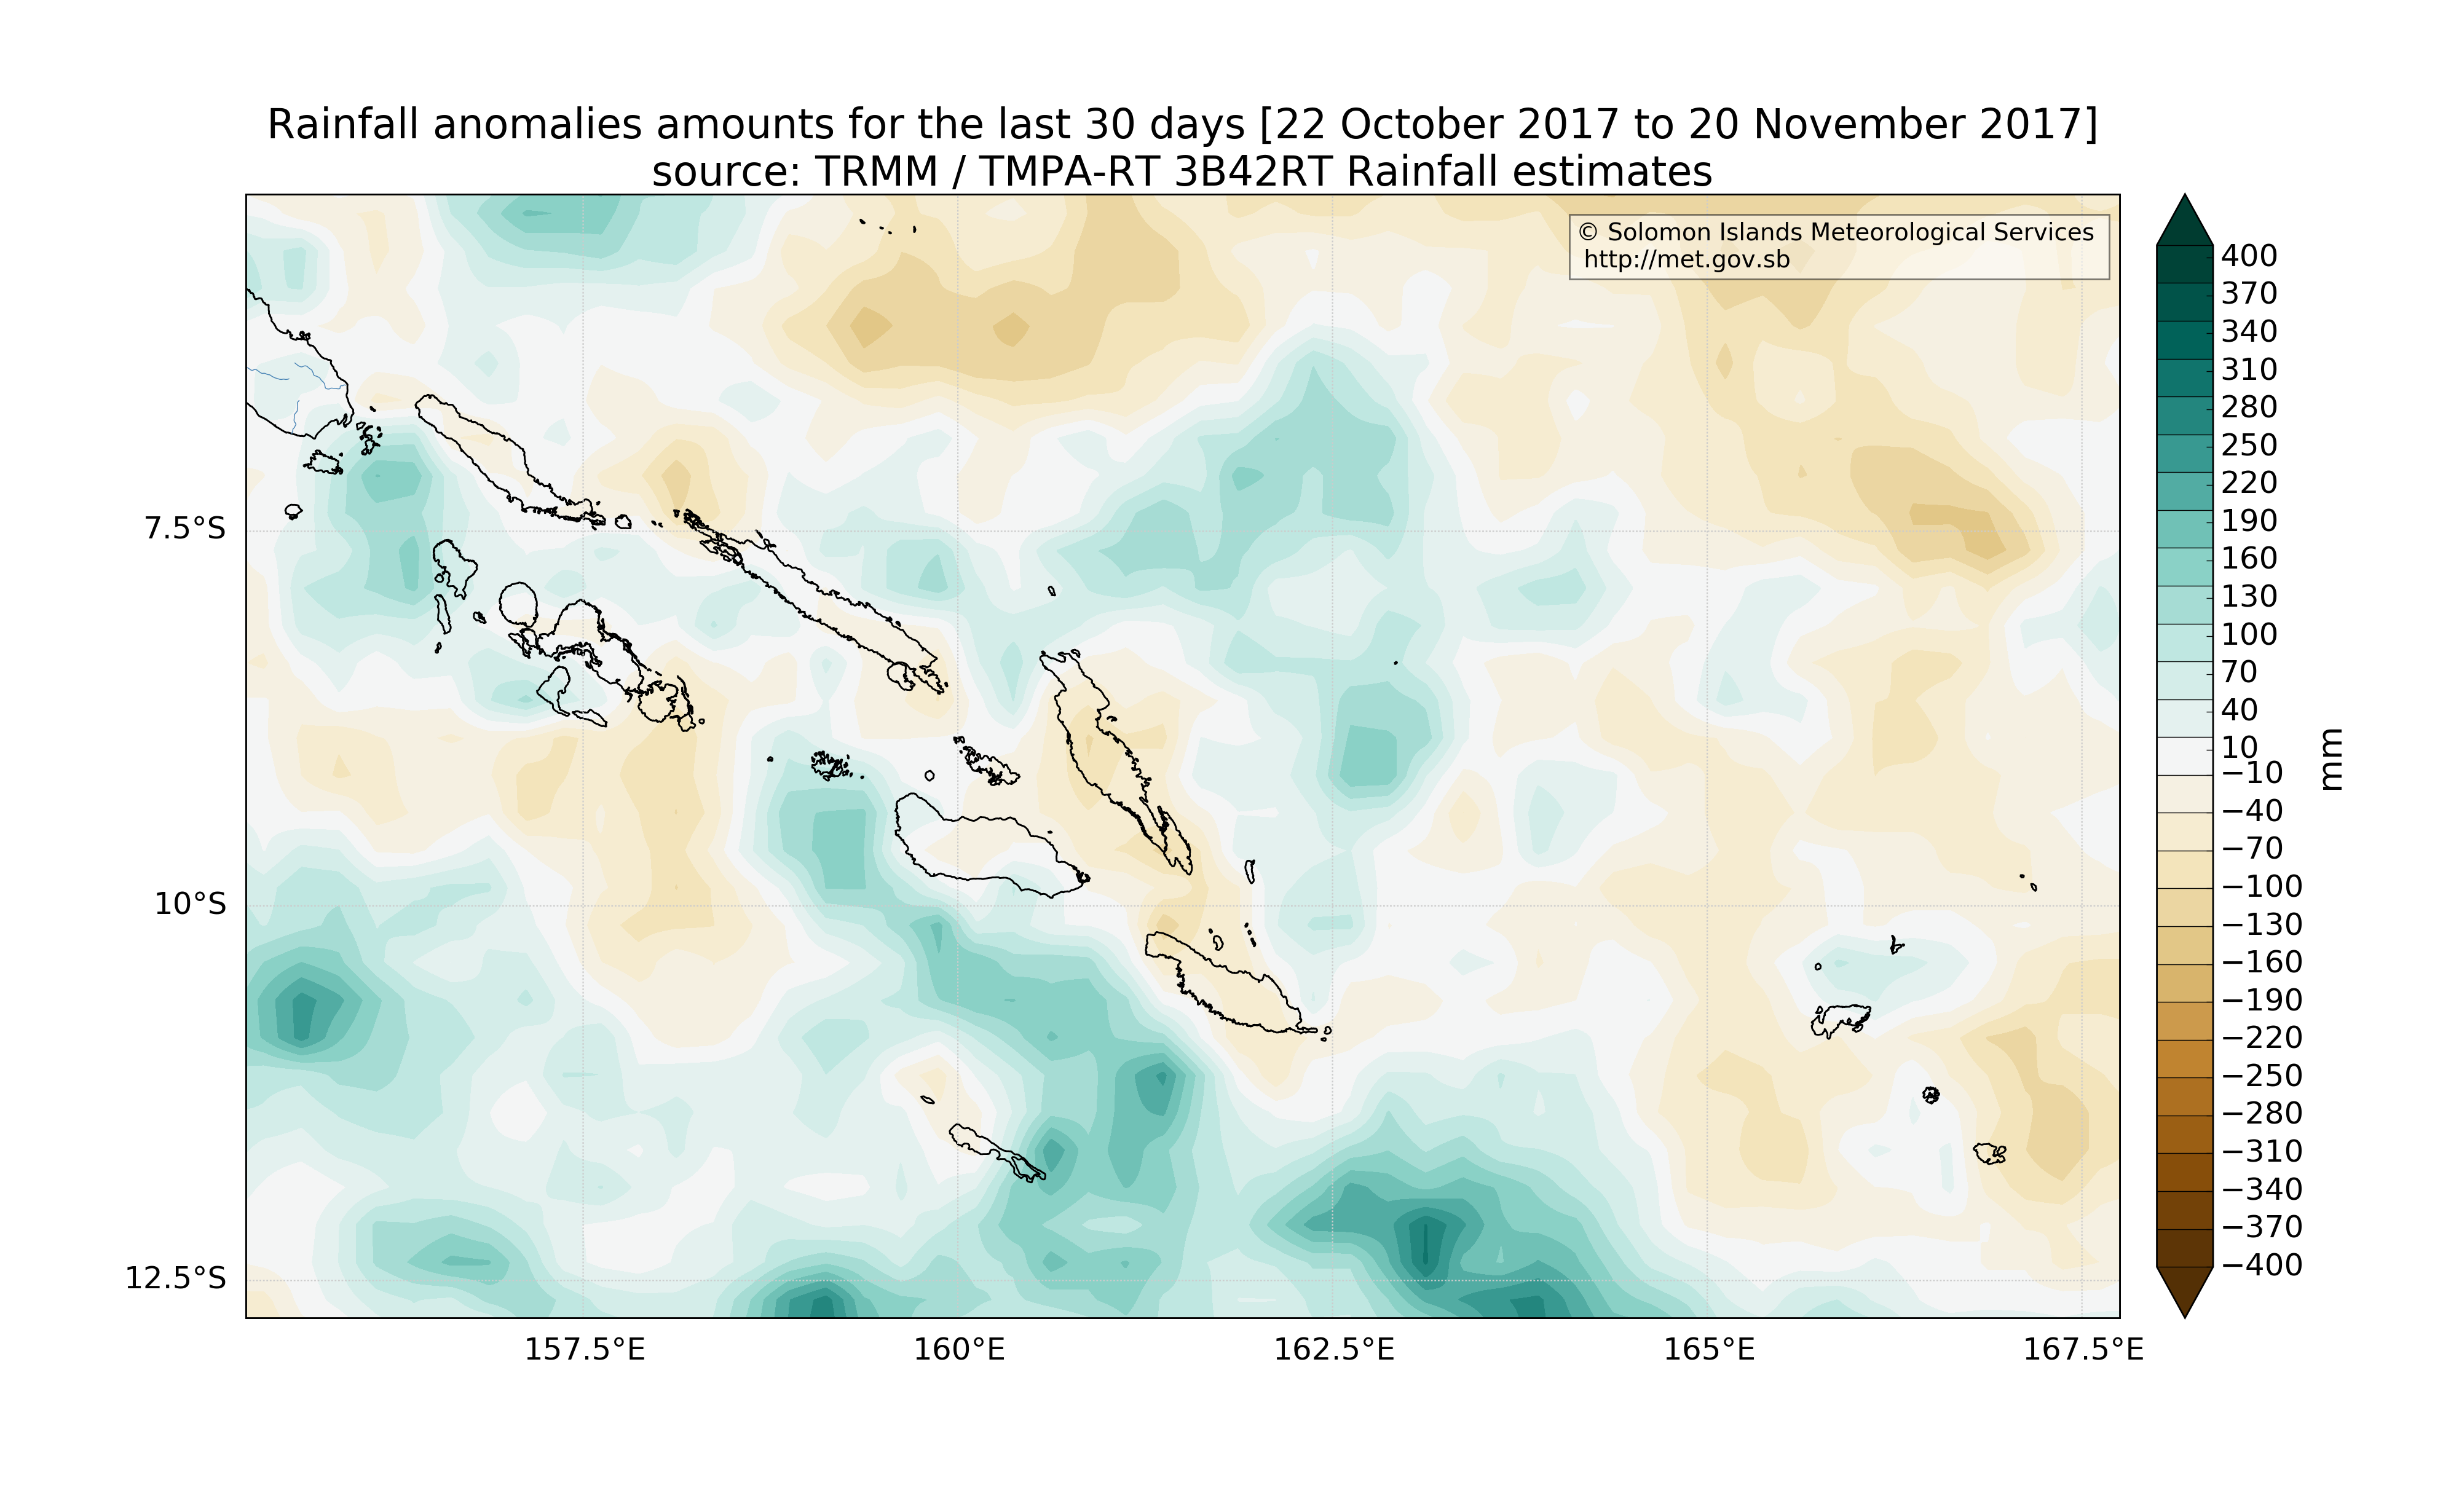 Rainfall anomalies amounts for the last 30 days [22 October 2017 to 20 November 2017]
source: TRMM / TMPA-RT 3B42RT Rainfall estimates
© Solomon Islands Meteorological Services
http://met.gov.sb
7.5°S
10°S
12.5°S
157.5°E
160°E
162.5°E
165°E
167.5°E
400
370
340
310
280
250
220
190
160
130
100
70
40
10
−10
−40
−70
−100
−130
−160
−190
−220
−250
−280
−310
−340
−370
−400
mm